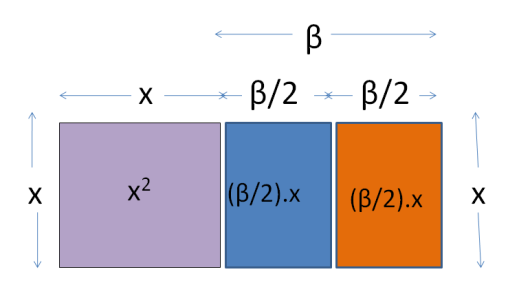 β
x β/2 β/2
x x² (β/2).x (β/2).x x